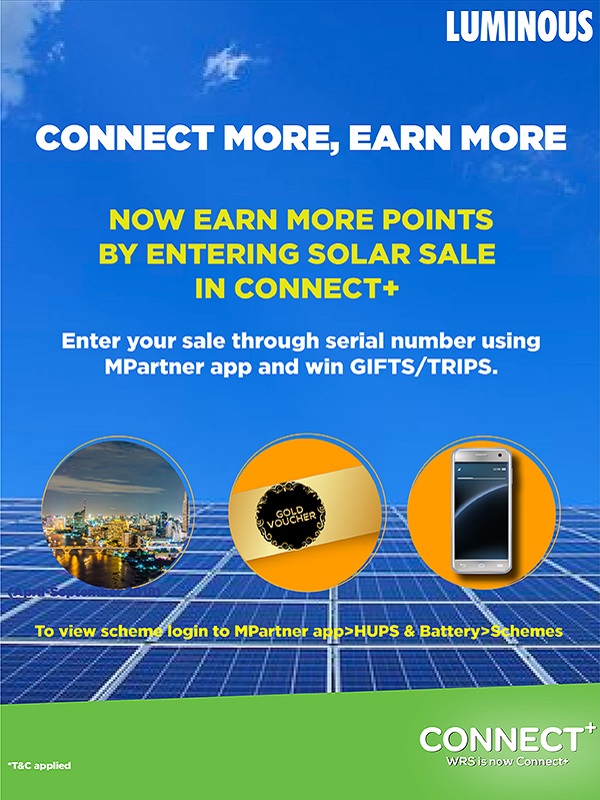 LUMINOUS
CONNECT MORE, EARN MORE
NOW EARN MORE POINTS
BY ENTERING SOLAR SALE
IN CONNECT+
Enter your sale through serial number using
MPartner app and win GIFTS/TRIPS.
GOLD
VOUCHER
To view scheme login to MPartner app>HUPS & Battery>Schemes
CONNECT+
WRS is now Connect+
*T&C applied